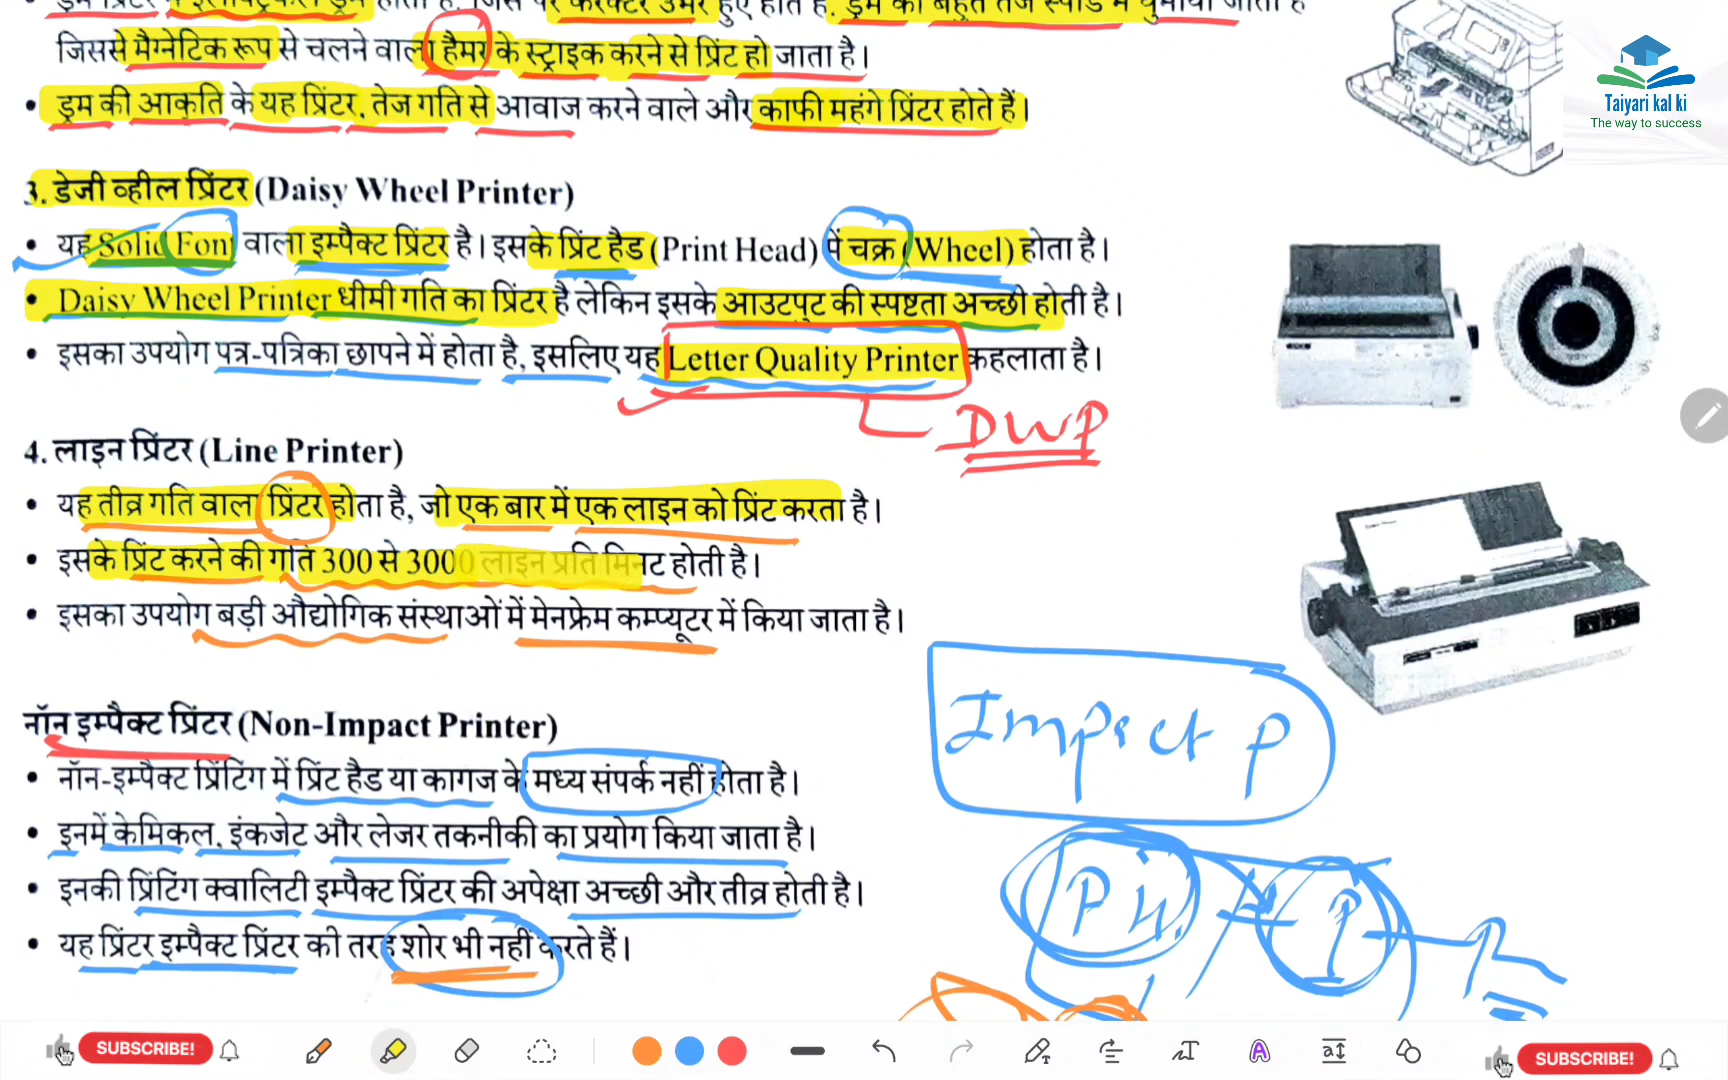 जिससे मैग्नेटिक रूप से चलने वाला हैमर के स्ट्राइक करने से प्रिंट हो जाता है।
• ड्रम की आकृति के यह प्रिंटर, तेज गति से आवाज करने वाले और काफी महंगे प्रिंटर होते हैं।
Taiyari kal ki
The way to success
3. डेजी व्हील प्रिंटर (Daisy Wheel Printer)
• यह Solid Font वाला इम्पैक्ट प्रिंटर है। इसके प्रिंट हैड (Print Head) में चक्र (Wheel) होता है।
• Daisy Wheel Printer धीमी गति का प्रिंटर है लेकिन इसके आउटपुट की स्पष्टता अच्छी होती है।
• इसका उपयोग पत्र-पत्रिका छापने में होता है, इसलिए यह Letter Quality Printer कहलाता है।
DWP
4. लाइन प्रिंटर (Line Printer)
• यह तीव्र गति वाला प्रिंटर होता है, जो एक बार में एक लाइन को प्रिंट करता है।
• इसके प्रिंट करने की गति 300 से 3000 लाइन प्रति मिनट होती है।
• इसका उपयोग बड़ी औद्योगिक संस्थाओं में मेनफ्रेम कम्प्यूटर में किया जाता है।
Impact P
नॉन इम्पैक्ट प्रिंटर (Non-Impact Printer)
• नॉन-इम्पैक्ट प्रिंटिंग में प्रिंट हैड या कागज के मध्य संपर्क नहीं होता है।
• इनमें केमिकल, इंकजेट और लेजर तकनीकी का प्रयोग किया जाता है।
• इनकी प्रिंटिंग क्वालिटी इम्पैक्ट प्रिंटर की अपेक्षा अच्छी और तीव्र होती है।
• यह प्रिंटर इम्पैक्ट प्रिंटर की तरह शोर भी नहीं करते हैं।
SUBSCRIBE!
SUBSCRIBE!